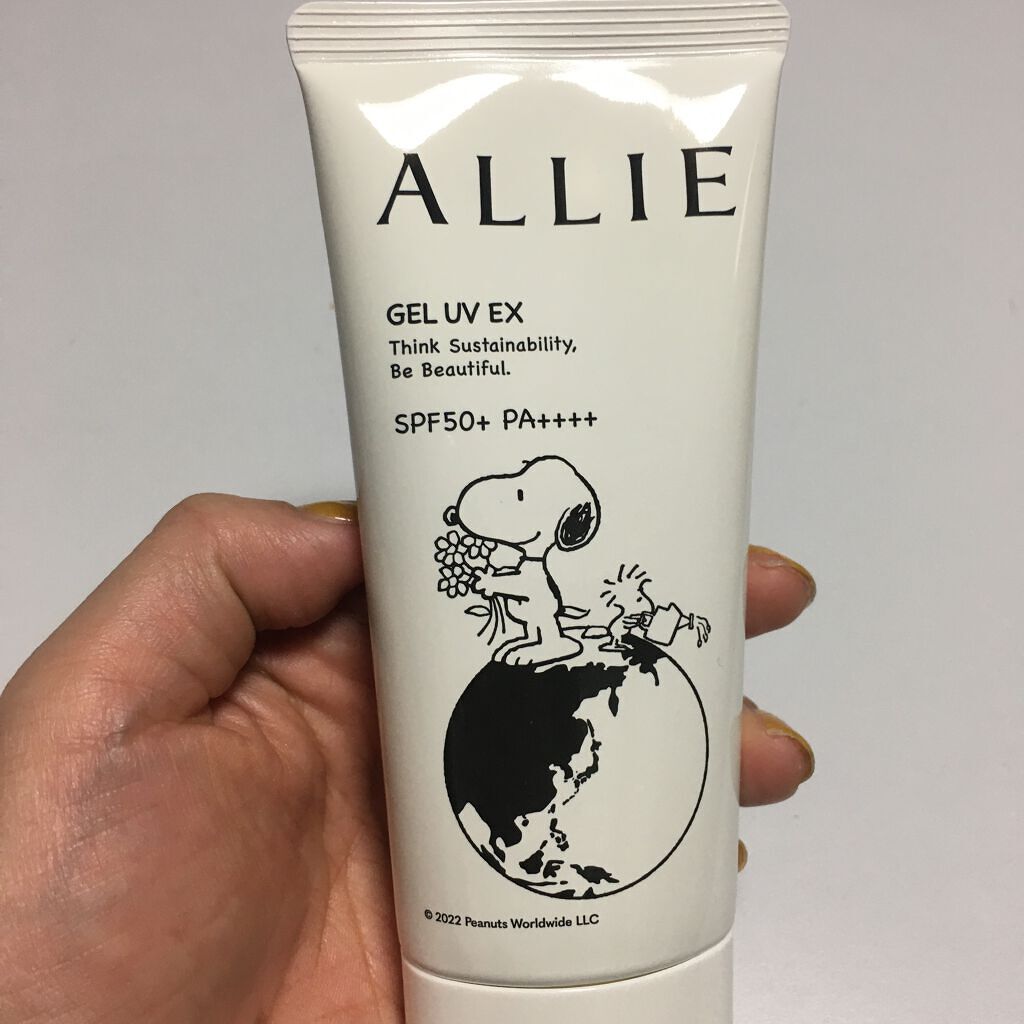 ALLIE
GEL UV EX
Think Sustainability,
Be Beautiful.
SPF50+ PA++++
© 2022 Peanuts Worldwide LLC